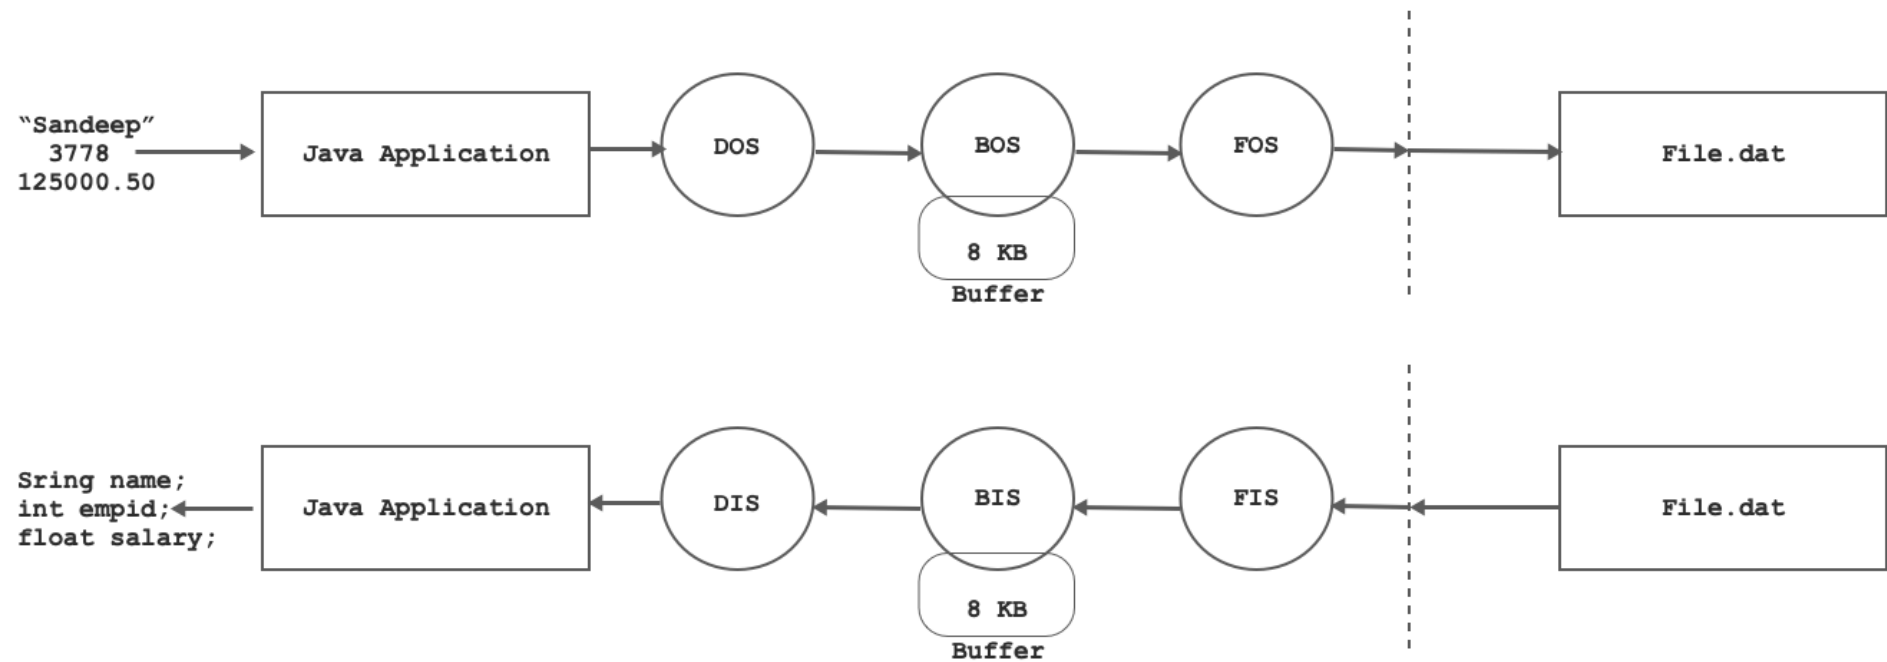 “Sandeep”
3778
125000.50
Java Application
DOS
BOS
FOS
File.dat
8 KB
Buffer
Sring name;
int empid;
float salary;
Java Application
DIS
BIS
FIS
File.dat
8 KB
Buffer